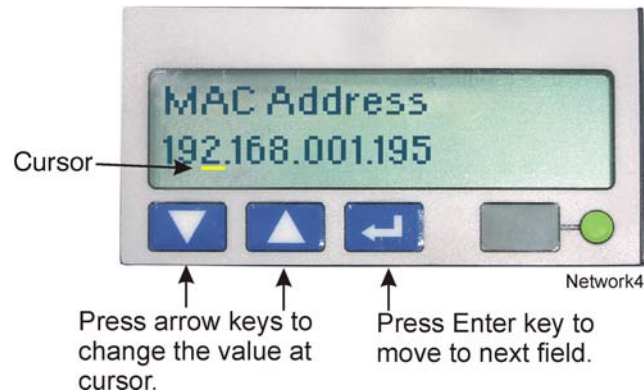 MAC Address
192.168.001.195
Cursor
Network4
Press arrow keys to
change the value at
cursor.
Press Enter key to
move to next field.